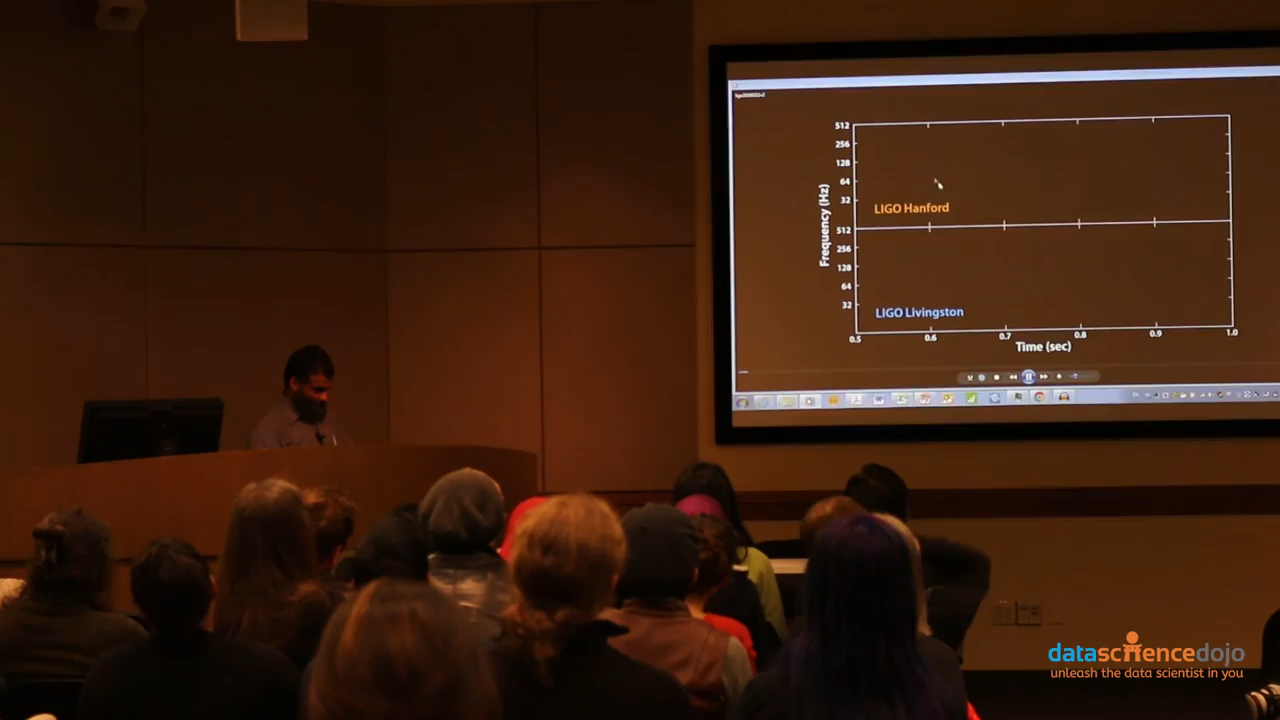 512
256
128
64
32
LIGO Hanford
512
256
128
64
32
LIGO Livingston
Frequency (Hz)
0.5 0.6 0.7 0.8 0.9 1.0
Time (sec)
datasciencedojo
unleash the data scientist in you